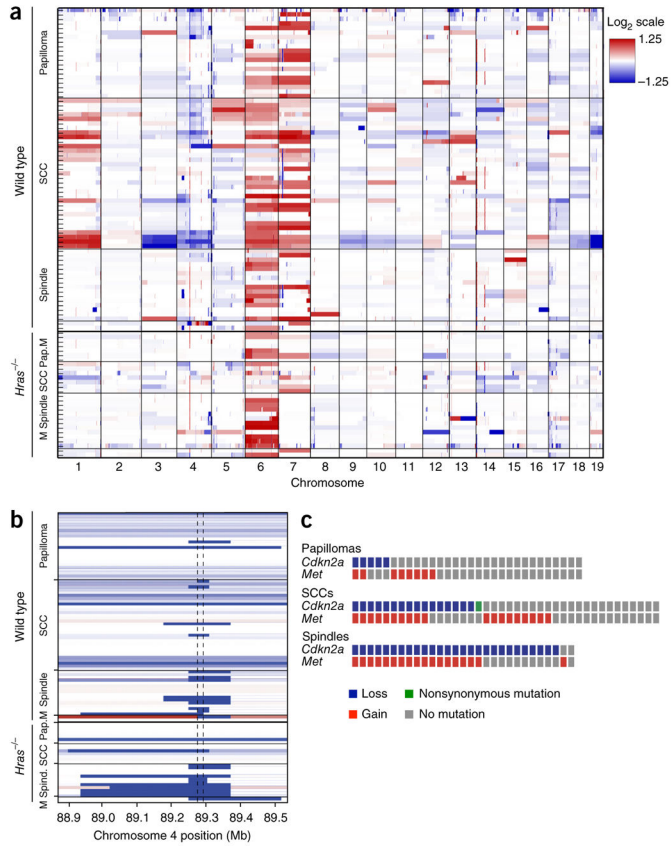 a
Log2 scale
1.25
−1.25
Wild type
Papilloma
SCC
Spindle
Hras−/−
Pap.M
SCC
M Spindle
M
1 2 3 4 5 6 7 8 9 10 11 12 13 14 15 16 17 18 19
Chromosome
b
Wild type
Papilloma
SCC
Spindle
Hras−/−
Pap.M
SCC
M Spind.
88.9 89.0 89.1 89.2 89.3 89.4 89.5
Chromosome 4 position (Mb)
c
Papillomas
Cdkn2a
Met
SCCs
Cdkn2a
Met
Spindles
Cdkn2a
Met
Loss
Nonsynonymous mutation
Gain
No mutation